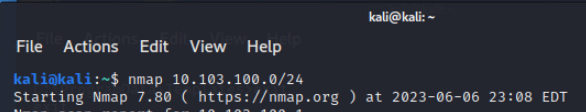 kali@kali: ~
File Actions Edit View Help
kali@kali:~$ nmap 10.103.100.0/24
Starting Nmap 7.80 ( https://nmap.org ) at 2023-06-06 23:08 EDT